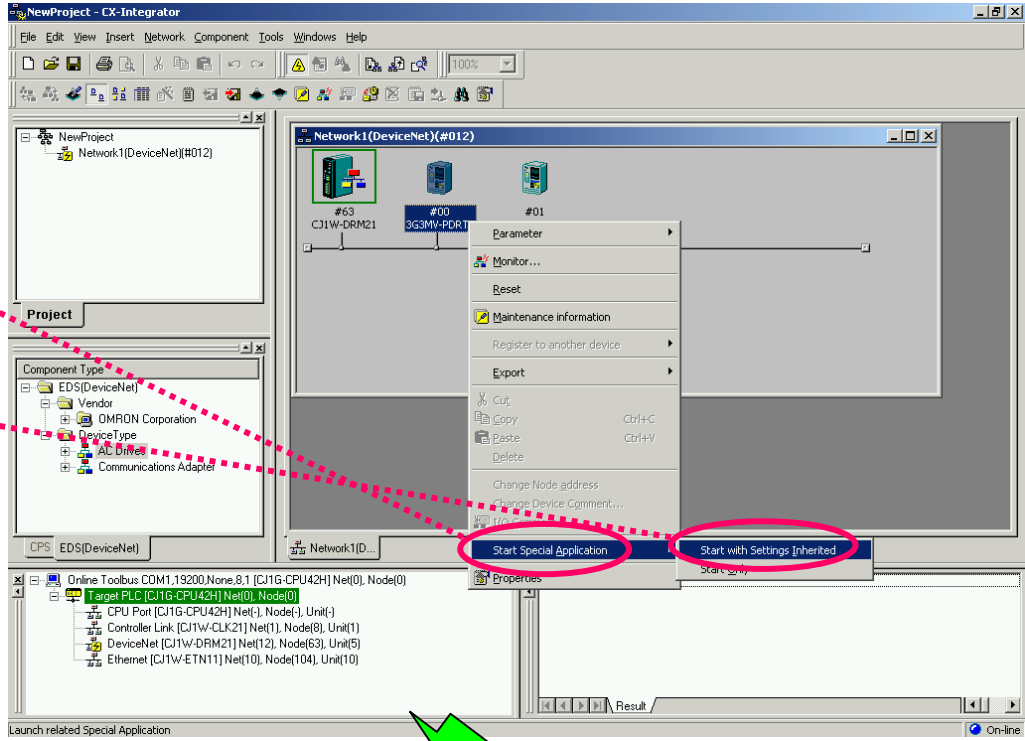 NewProject - CX-Integrator
File Edit View Insert Network Component Tools Windows Help
100%
NewProject
Network1(DeviceNet)(#012)
Project
Network1(DeviceNet)(#012)
#63
CJ1W-DRM21
#00
3G3MV-PDRT
#01
Parameter
Monitor...
Reset
Maintenance information
Register to another device
Export
Cut
Copy Ctrl+C
Paste Ctrl+V
Delete
Change Node address
Change Device Comment...
Start Special Application
Start with Settings Inherited
Start Only
Properties
Component Type
EDS(DeviceNet)
Vendor
OMRON Corporation
DeviceType
AC Drives
Communications Adapter
CPS EDS(DeviceNet)
Network1(D...
Online Toolbus COM1,19200,None,8,1 [CJ1G-CPU42H] Net(0), Node(0)
Target PLC [CJ1G-CPU42H] Net(0), Node(0)
CPU Port [CJ1G-CPU42H] Net(-), Node(-), Unit(-)
Controller Link [CJ1W-CLK21] Net(1), Node(8), Unit(1)
DeviceNet [CJ1W-DRM21] Net(12), Node(63), Unit(5)
Ethernet [CJ1W-ETN11] Net(10), Node(104), Unit(10)
Result
Launch related Special Application
On-line